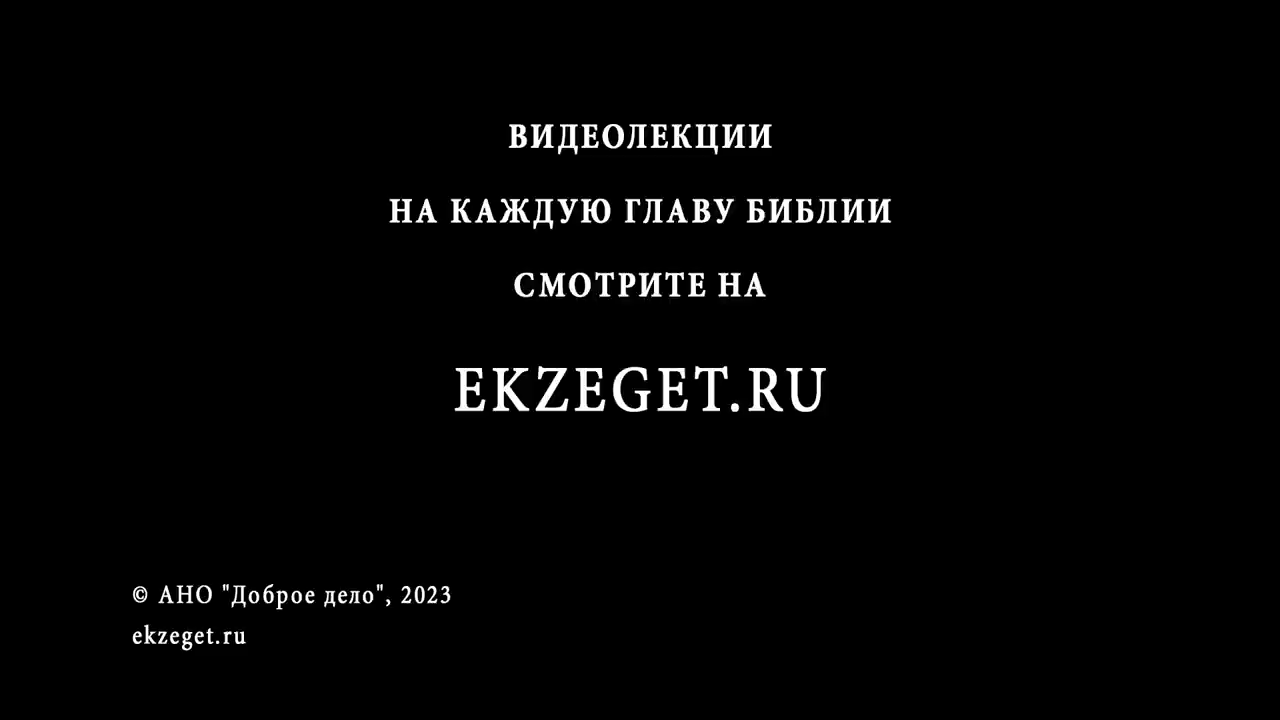 ВИДЕОЛЕКЦИИ
НА КАЖДУЮ ГЛАВУ БИБЛИИ
СМОТРИТЕ НА
EKZEGET.RU
© АНО "Доброе дело", 2023
ekzeget.ru